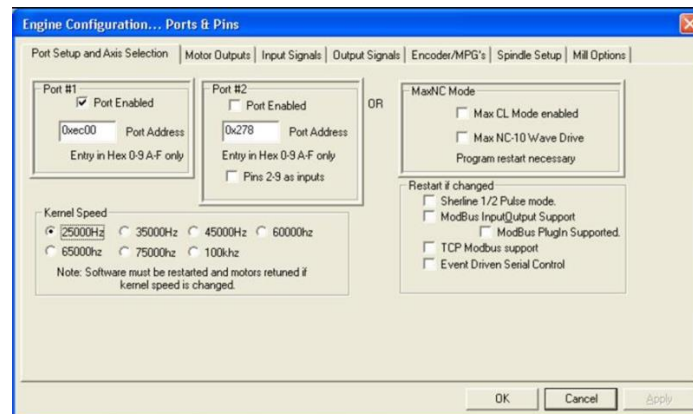 Engine Configuration... Ports & Pins
Port Setup and Axis Selection
Motor Outputs
Input Signals
Output Signals
Encoder/MPG's
Spindle Setup
Mill Options
Port #1
Port Enabled
0xec00 Port Address
Entry in Hex 0-9 A-F only
Port #2
Port Enabled
0x278 Port Address
Entry in Hex 0-9 A-F only
Pins 2-9 as inputs
OR
MaxNC Mode
Max CL Mode enabled
Max NC-10 Wave Drive
Program restart necessary
Restart if changed
Sherline 1/2 Pulse mode.
ModBus InputOutput Support
ModBus PlugIn Supported.
TCP Modbus support
Event Driven Serial Control
Kernel Speed
25000Hz 35000Hz 45000Hz 60000hz
65000hz 75000hz 100khz
Note: Software must be restarted and motors retuned if
kernel speed is changed.
OK
Cancel
Apply